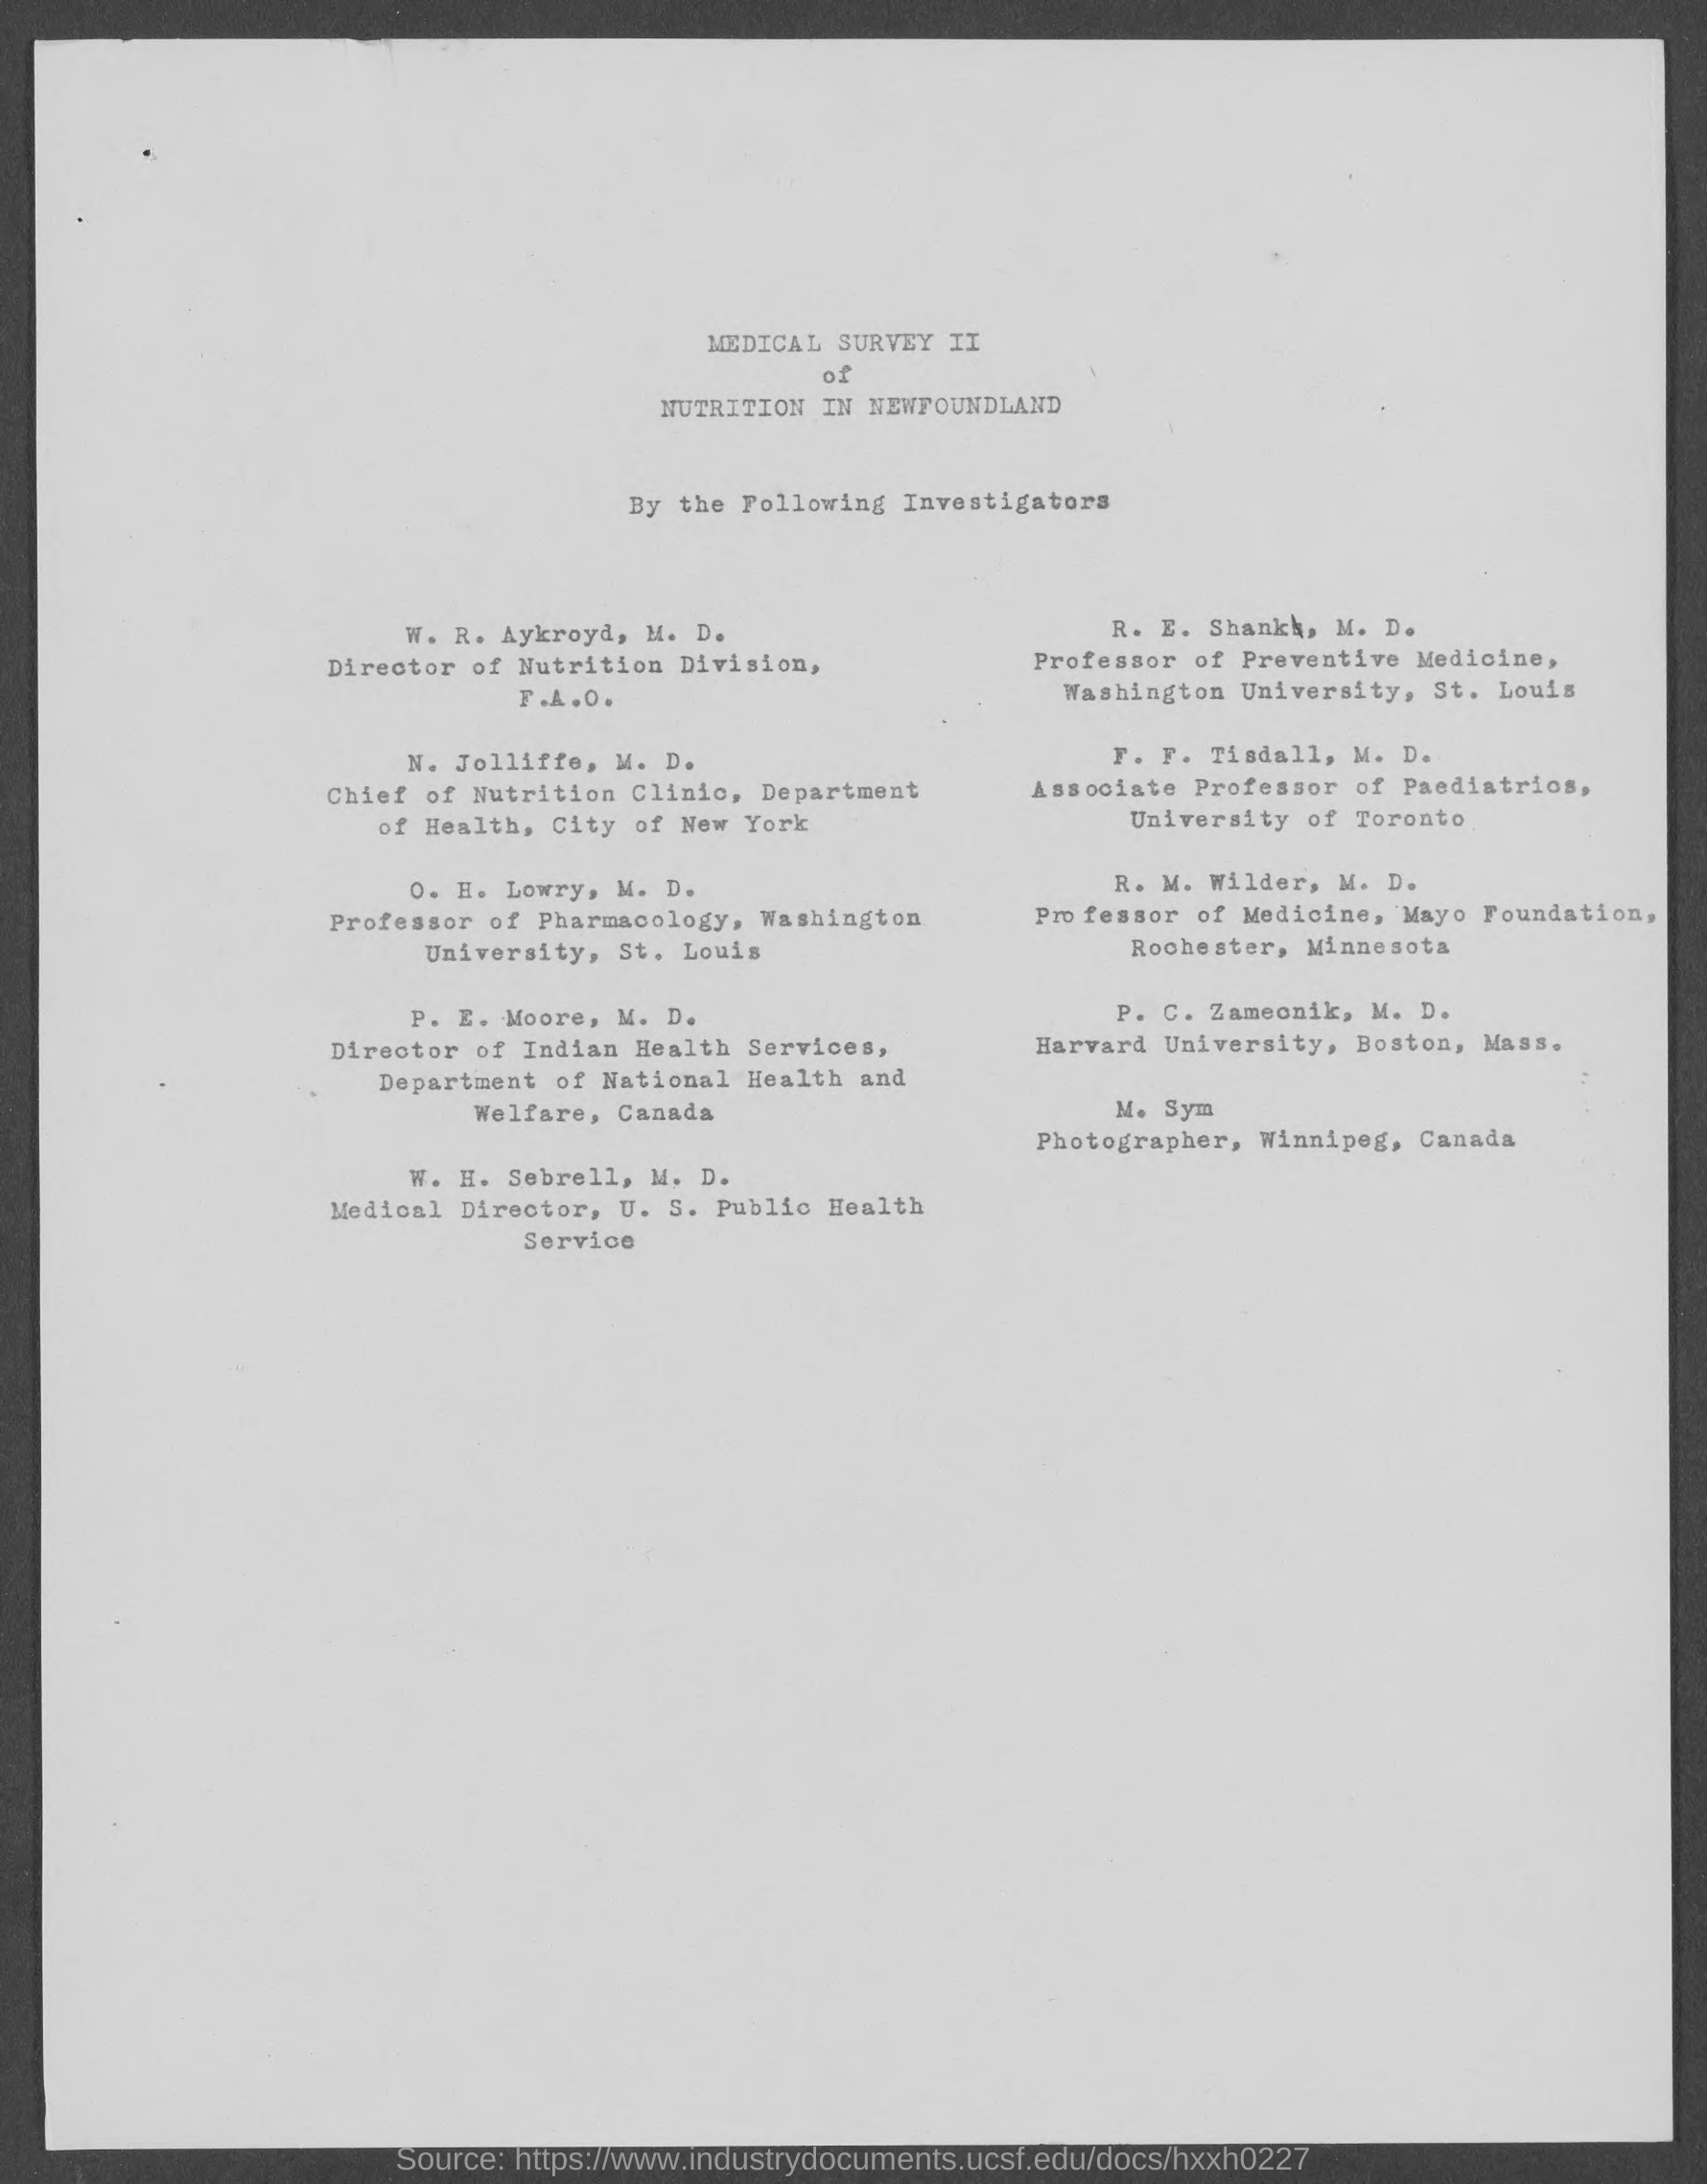 MEDICAL SURVEY II
of
NUTRITION IN NEWFOUNDLAND
By the Following Investigators
W. R. Aykroyd, M. D.
Director of Nutrition Division,
F.A.O.
N. Jolliffe, M. D.
Chief of Nutrition Clinic, Department
of Health, City of New York
O. H. Lowry, M. D.
Professor of Pharmacology, Washington
University, St. Louis
P. E. Moore, M. D.
Director of Indian Health Services,
Department of National Health and
Welfare, Canada
W. H. Sebrell, M. D.
Medical Director, U. S. Public Health
Service
R. E. Shank, M. D.
Professor of Preventive Medicine,
Washington University, St. Louis
F. F. Tisdall, M. D.
Associate Professor of Paediatrics,
University of Toronto
R. M. Wilder, M. D.
Professor of Medicine, Mayo Foundation,
Rochester, Minnesota
P. C. Zamecnik, M. D.
Harvard University, Boston, Mass.
M. Sym
Photographer, Winnipeg, Canada
Source: https://www.industrydocuments.ucsf.edu/docs/hxxh0227